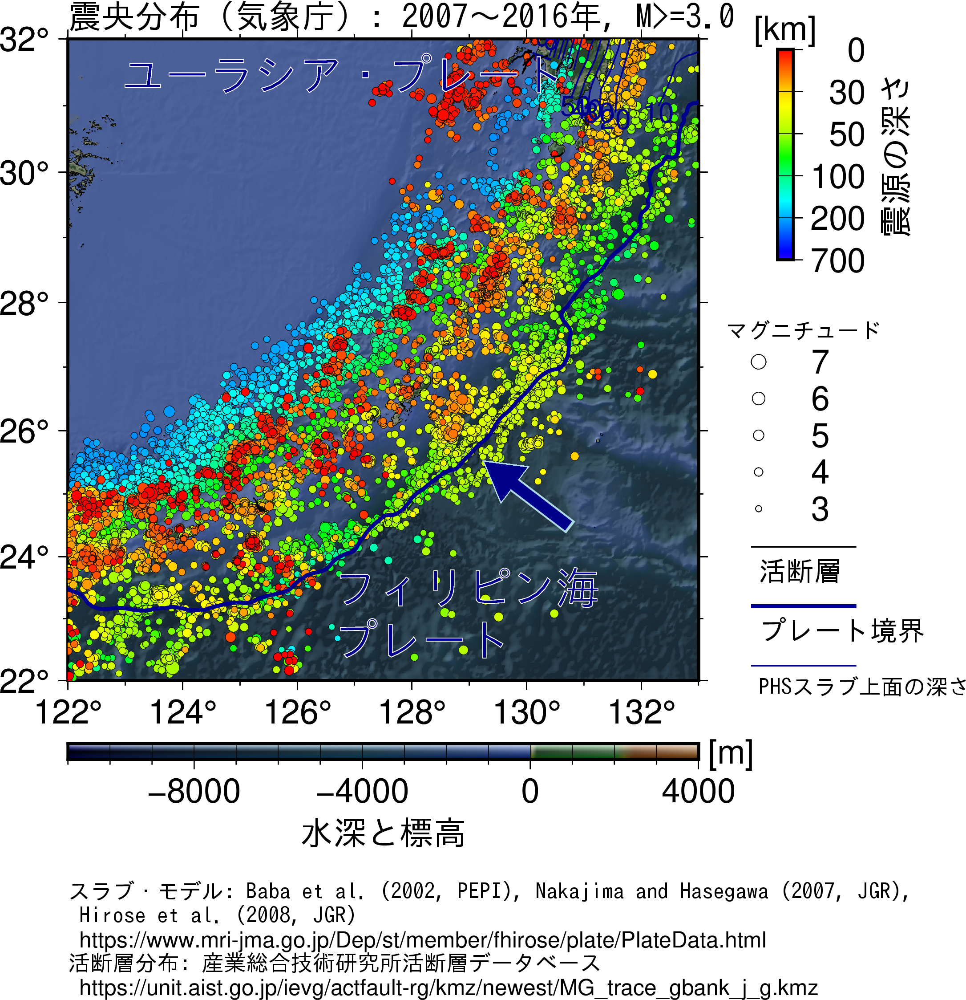 震央分布（気象庁）: 2007～2016年, M>=3.0
[km]
32°
30°
28°
26°
24°
22°
122°
124°
126°
128°
130°
132°
ユーラシア・プレート
50
20
10
フィリピン海
プレート
0
30
50
100
200
700
震源の深さ
マグニチュード
7
6
5
4
3
活断層
プレート境界
PHSスラブ上面の深さ
[m]
−8000
−4000
0
4000
水深と標高
スラブ・モデル: Baba et al. (2002, PEPI), Nakajima and Hasegawa (2007, JGR),
Hirose et al. (2008, JGR)
https://www.mri-jma.go.jp/Dep/st/member/fhirose/plate/PlateData.html
活断層分布: 産業総合技術研究所活断層データベース
https://unit.aist.go.jp/ievg/actfault-rg/kmz/newest/MG_trace_gbank_j_g.kmz